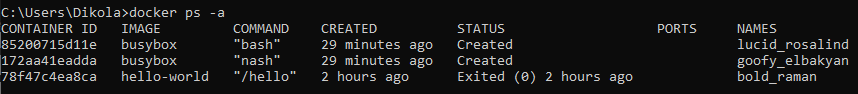 C:\Users\Dikola>docker ps -a
CONTAINER ID   IMAGE         COMMAND    CREATED          STATUS                   PORTS     NAMES
85200715d11e   busybox       "bash"     29 minutes ago   Created                            lucid_rosalind
172aa41eadda   busybox       "nash"     29 minutes ago   Created                            goofy_elbakyan
78f47c4ea8ca   hello-world   "/hello"   2 hours ago      Exited (0) 2 hours ago             bold_raman